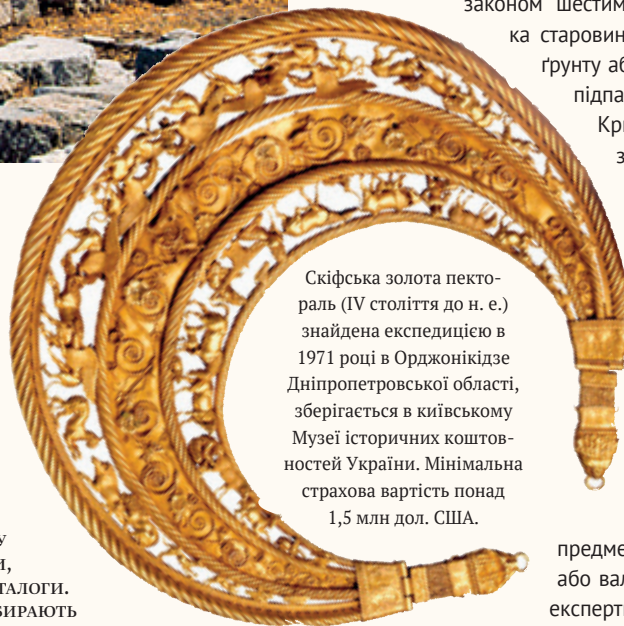 законом шестим
ка старовин
ґрунту аб
підпа
Кри
з
Скіфська золота пекто-
раль (IV століття до н. е.)
знайдена експедицією в
1971 році в Орджонікідзе
Дніпропетровської області,
зберігається в київському
Музеї історичних коштов-
ностей України. Мінімальна
страхова вартість понад
1,5 млн дол. США.
У
И,
ТАЛОГИ.
БИРАЮТЬ
предме
або вал
експерт